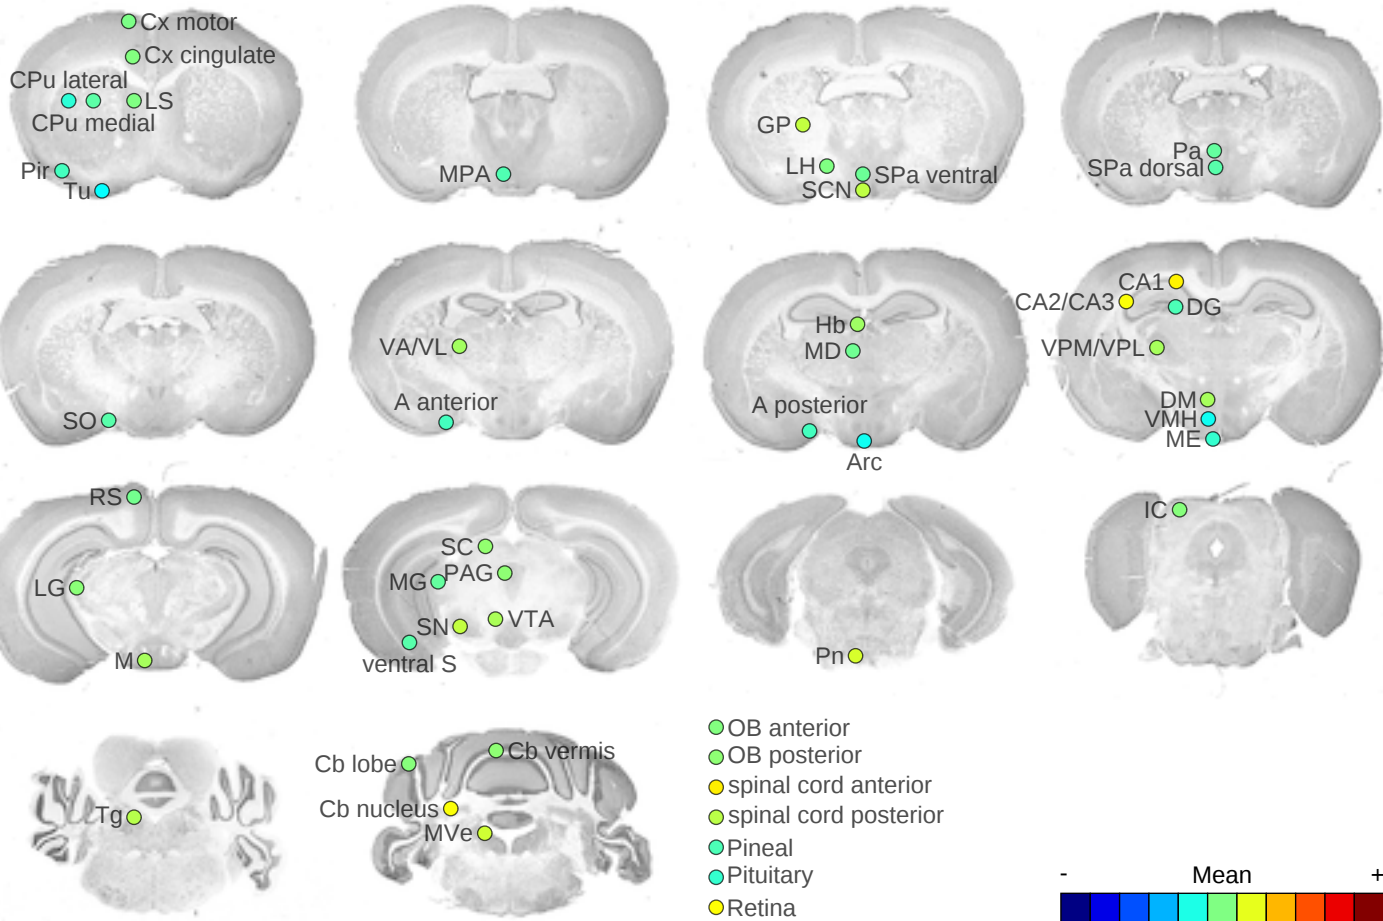 Cx motor
Cx cingulate
CPu lateral
LS
CPu medial
Pir
Tu
MPA
GP
LH
SPa ventral
SCN
Pa
SPa dorsal
SO
VA/VL
A anterior
Hb
MD
A posterior
Arc
CA1
CA2/CA3
DG
VPM/VPL
DM
VMH
ME
RS
LG
M
SC
MG
PAG
SN
VTA
ventral S
Pn
IC
Tg
Cb lobe
Cb vermis
Cb nucleus
MVe
OB anterior
OB posterior
spinal cord anterior
spinal cord posterior
Pineal
Pituitary
Retina
- Mean +